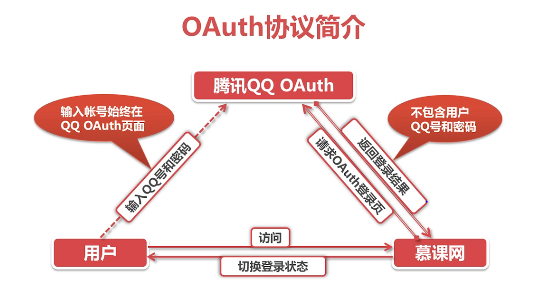 OAuth协议简介
腾讯QQ OAuth
输入帐号始终在
QQ OAuth页面
不包含用户
QQ号和密码
输入QQ号和密码
请求OAuth登录页
返回登录结果
用户
访问
慕课网
切换登录状态